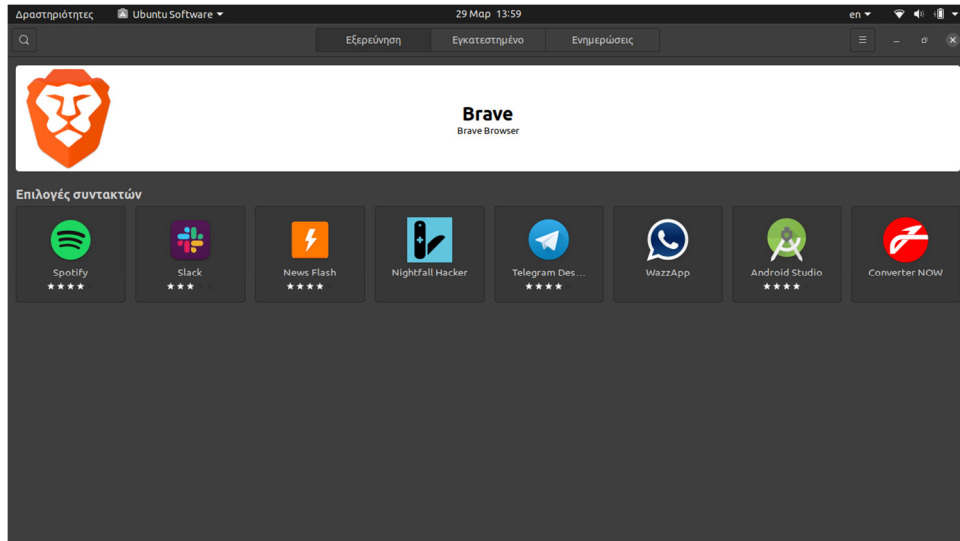 Δραστηριότητες Ubuntu Software 29 Μαρ 13:59 en
Εξερεύνηση Εγκατεστημένο Ενημερώσεις
Brave
Brave Browser
Επιλογές συντακτών
Spotify Slack News Flash Nightfall Hacker Telegram Des... WazzApp Android Studio Converter NOW